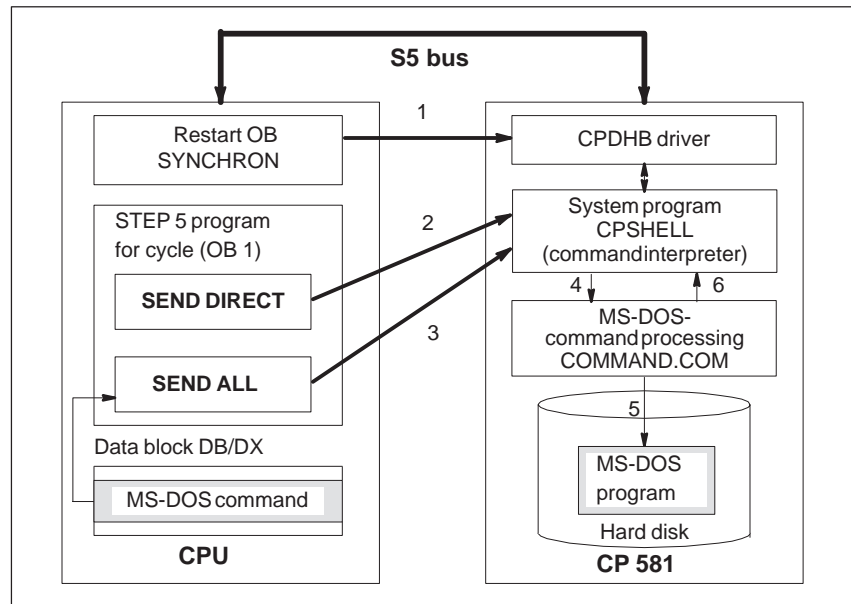 S5 bus
Restart OB
SYNCHRON
1
CPDHB driver
STEP 5 program
for cycle (OB 1)
2
System program
CPSHELL
(commandinterpreter)
SEND DIRECT
4
6
3
MS-DOS-
command processing
COMMAND.COM
SEND ALL
5
Data block DB/DX
MS-DOS command
MS-DOS
program
Hard disk
CPU
CP 581